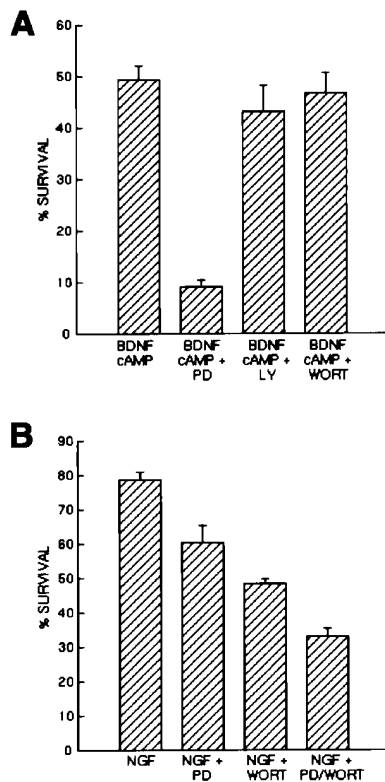 A
60
50
40
30
20
10
0
% SURVIVAL
BDNF BDNF BDNF BDNF
cAMP cAMP + cAMP + cAMP +
PD LY WORT
B
90
80
70
60
50
40
30
20
10
0
% SURVIVAL
NGF NGF + NGF + NGF +
PD WORT PD/WORT